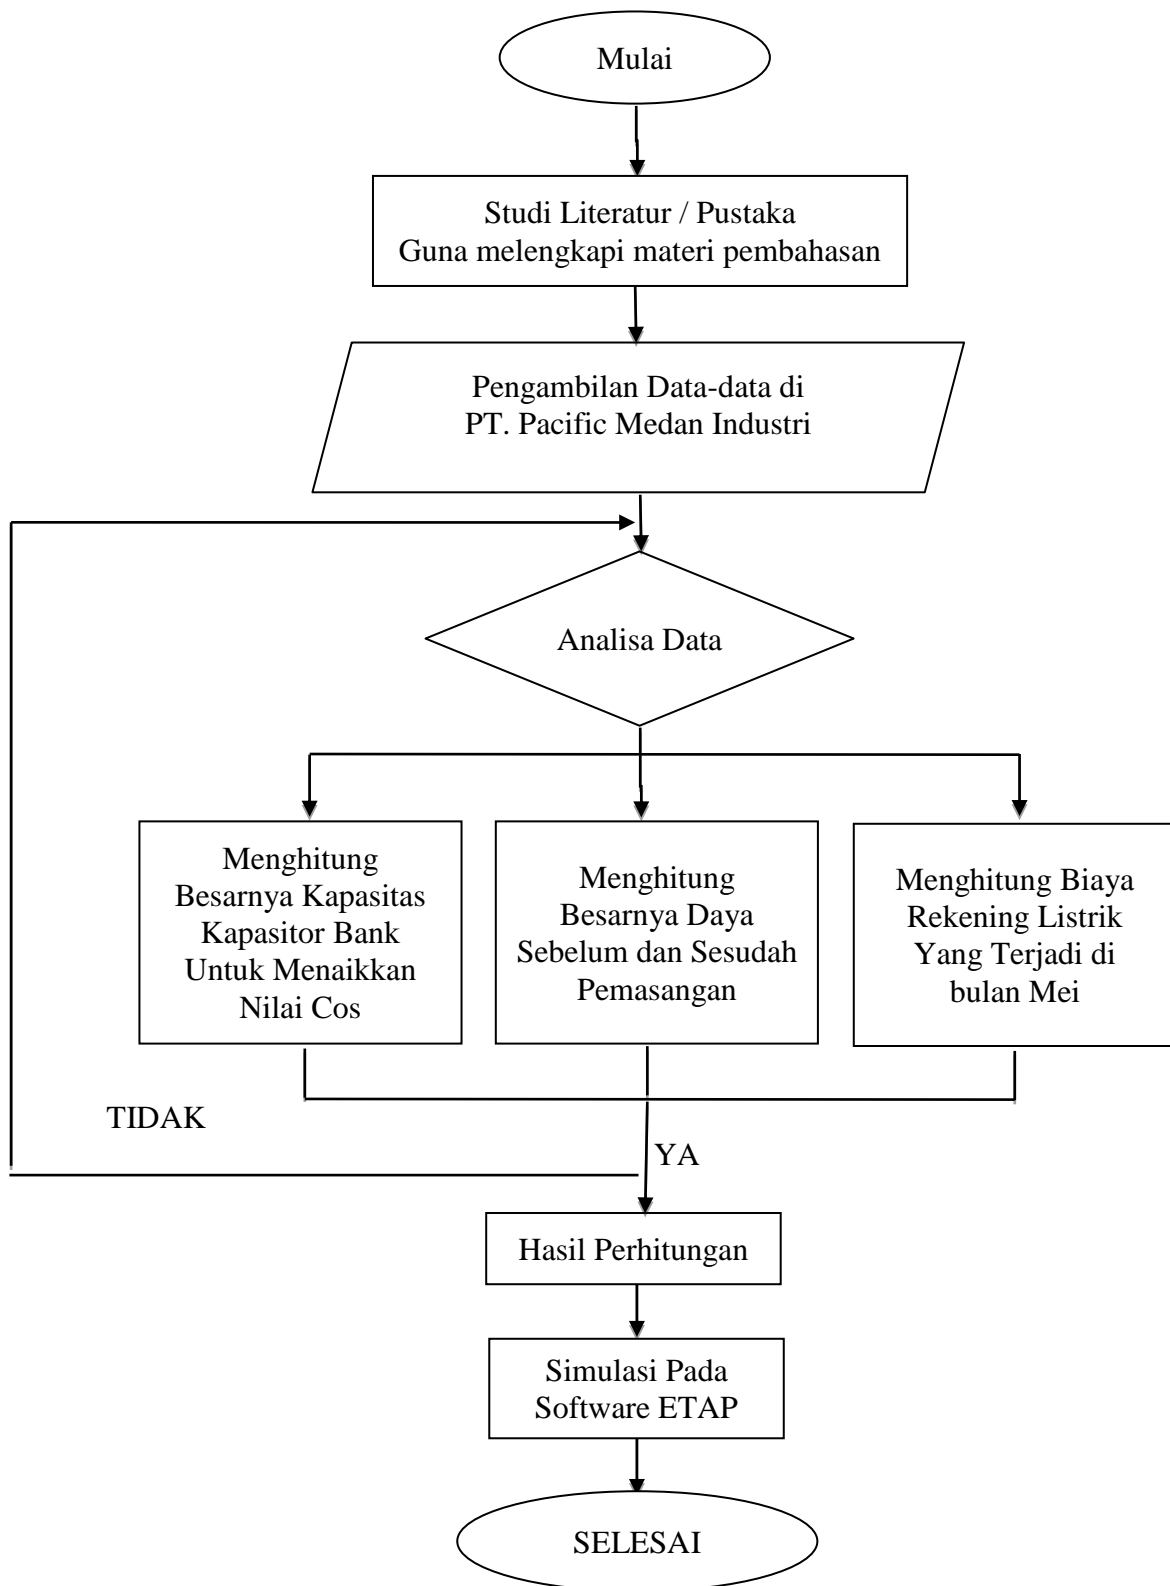 Mulai
Studi Literatur / Pustaka
Guna melengkapi materi pembahasan
Pengambilan Data-data di
PT. Pacific Medan Industri
Analisa Data
Menghitung
Besarnya Kapasitas
Kapasitor Bank
Untuk Menaikkan
Nilai Cos
Menghitung
Besarnya Daya
Sebelum dan Sesudah
Pemasangan
Menghitung Biaya
Rekening Listrik
Yang Terjadi di
bulan Mei
TIDAK
YA
Hasil Perhitungan
Simulasi Pada
Software ETAP
SELESAI